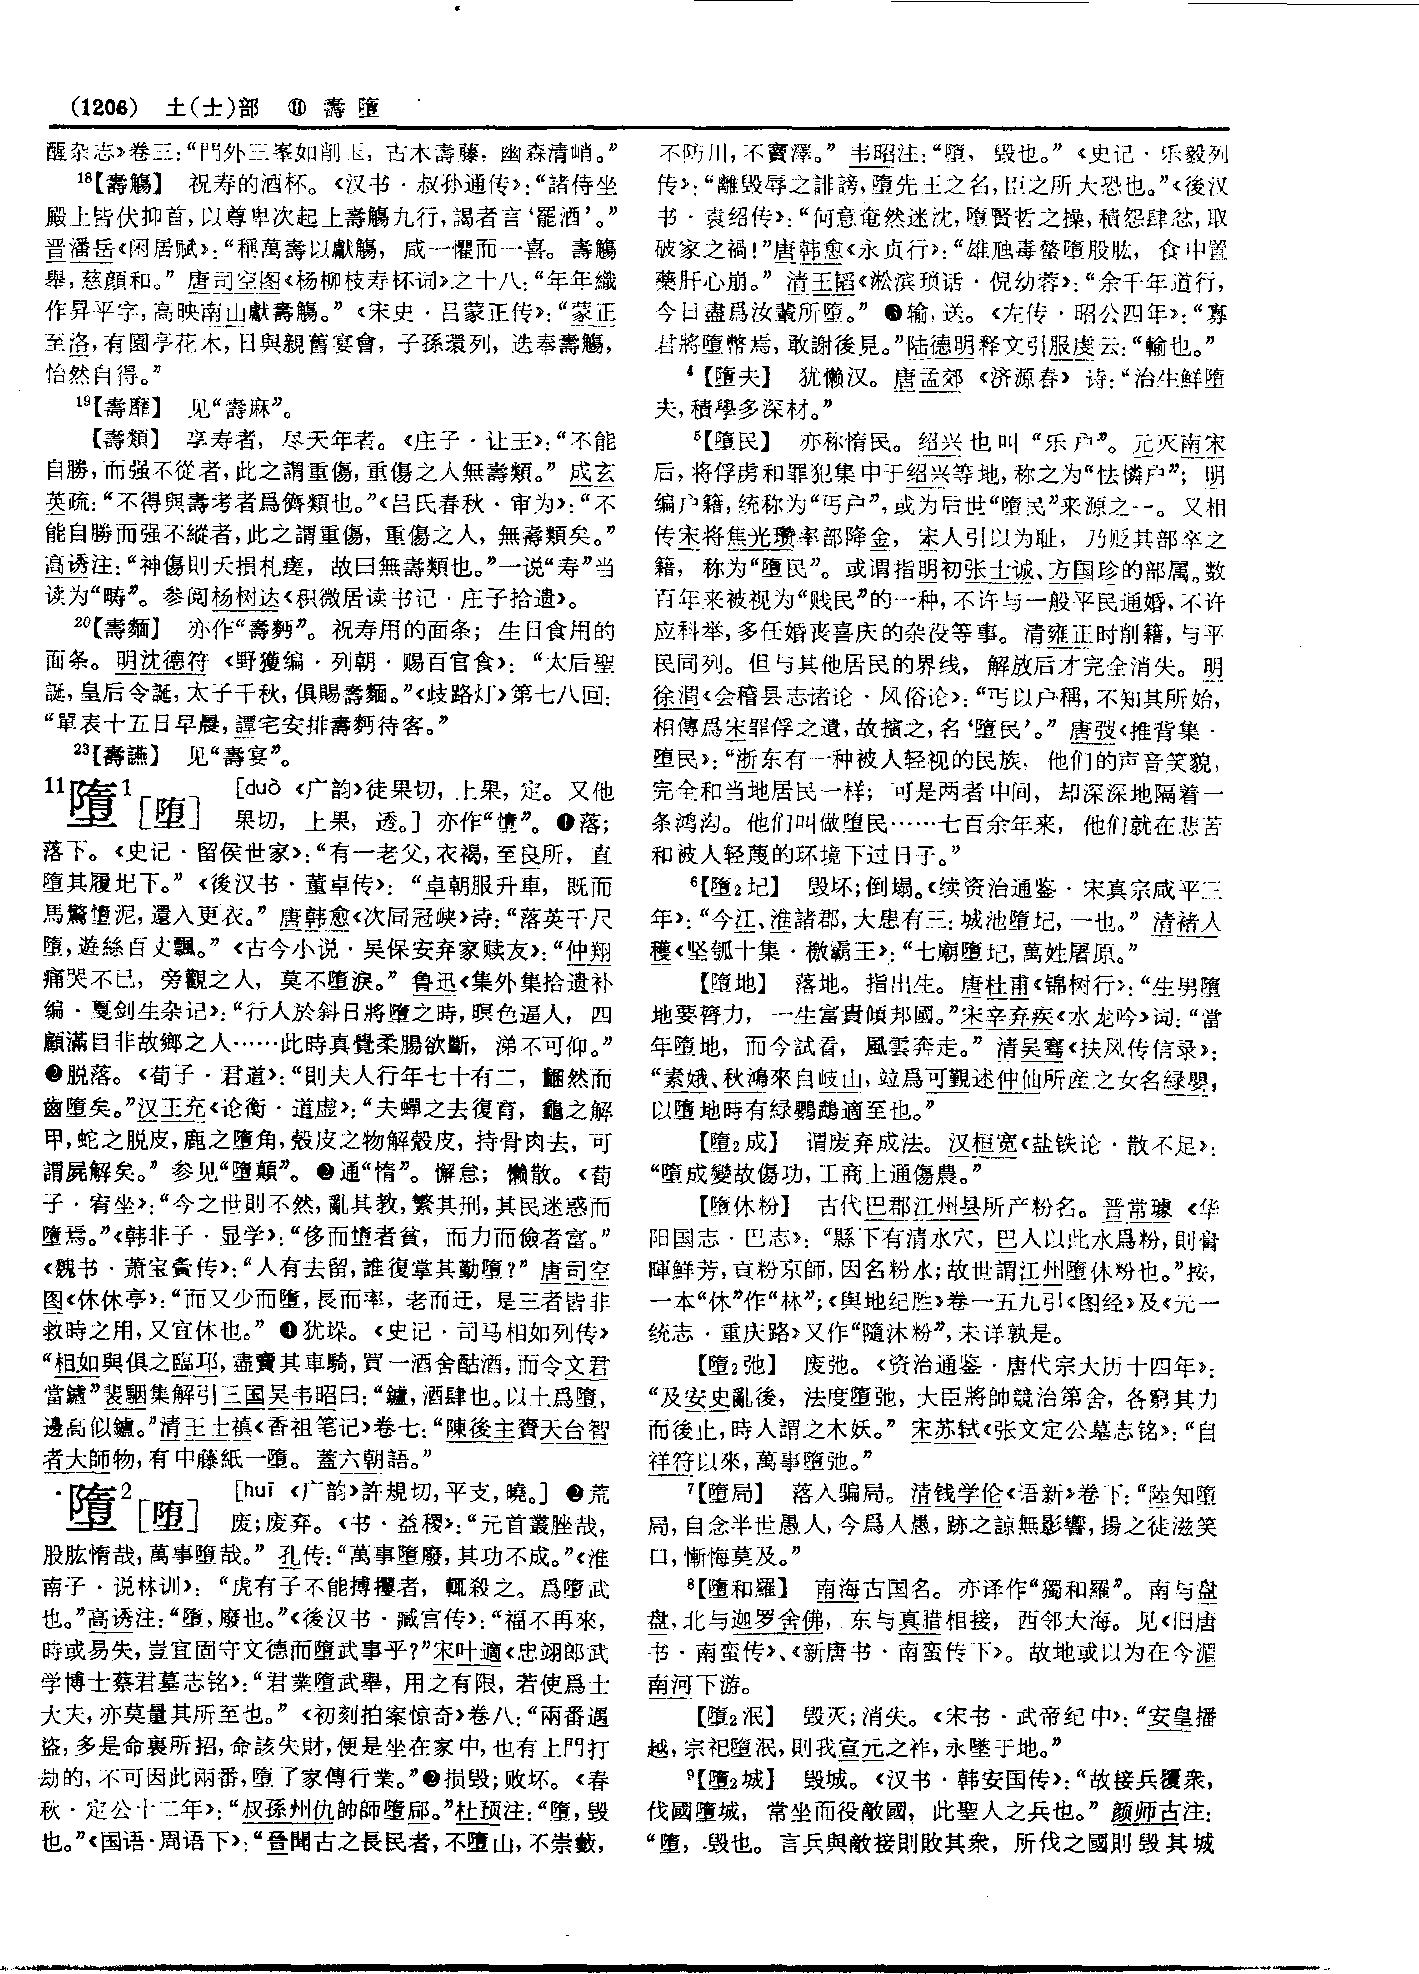 (1206) 土(士)部 ⑪ 壽 墮
醒杂志》卷三：“門外三峯如削玉，古木壽藤，幽森清峭。”
18【壽觴】 祝寿的酒杯。《汉书·叔孙通传》：“諸侍坐
殿上皆伏抑首，以尊卑次起上壽觴九行，謁者言‘罷酒’。”
晋潘岳《闲居赋》：“稱萬壽以獻觴，咸一懼而一喜。壽觴
舉，慈顔和。” 唐司空图《杨柳枝寿杯词》之十八：“年年織
作昇平字，高映南山獻壽觴。”《宋史·吕蒙正传》：“蒙正
至洛，有園亭花木，日與親舊宴會，子孫環列，迭奉壽觴，
怡然自得。”
19【壽靡】 见“壽麻”。
【壽類】 享寿者，尽天年者。《庄子·让王》：“不能
自勝，而强不從者，此之謂重傷，重傷之人無壽類。” 成玄
英疏：“不得與壽考者爲儕類也。”《吕氏春秋·审为》：“不
能自勝而强不縱者，此之謂重傷，重傷之人，無壽類矣。”
高诱注：“神傷則夭損札瘥，故曰無壽類也。”一说“寿”当
读为“畴”。参阅杨树达《积微居读书记·庄子拾遗》。
20【壽麵】 亦作“壽麪”。祝寿用的面条；生日食用的
面条。明沈德符《野獲编·列朝·赐百官食》：“太后聖
誕，皇后令誕，太子千秋，俱賜壽麵。”《歧路灯》第七八回：
“單表十五日早晨，譚宅安排壽麪待客。”
23【壽讌】 见“壽宴”。
11墮1［堕］ ［duò 《广韵》徒果切，上果，定。又他
果切，上果，透。］亦作“憜”。❶落；
落下。《史记·留侯世家》：“有一老父，衣褐，至良所，直
墮其履圯下。”《後汉书·董卓传》：“卓朝服升車，既而
馬驚墮泥，還入更衣。” 唐韩愈《次同冠峡》诗：“落英千尺
墮，遊絲百丈飄。”《古今小说·吴保安弃家赎友》：“仲翔
痛哭不已，旁觀之人，莫不墮淚。” 鲁迅《集外集拾遗补
编·戛剑生杂记》：“行人於斜日將墮之時，暝色逼人，四
顧滿目非故鄉之人……此時真覺柔腸欲斷，涕不可仰。”
❷脱落。《荀子·君道》：“則夫人行年七十有二，齫然而
齒墮矣。”汉王充《论衡·道虚》：“夫蟬之去復育，龜之解
甲，蛇之脱皮，鹿之墮角，殼皮之物解殼皮，持骨肉去，可
謂屍解矣。” 参见“墮顛”。❸通“惰”。懈怠；懒散。《荀
子·宥坐》：“今之世則不然，亂其教，繁其刑，其民迷惑而
墮焉。”《韩非子·显学》：“侈而墮者貧，而力而儉者富。”
《魏书·萧宝夤传》：“人有去留，誰復掌其勤墮？” 唐司空
图《休休亭》：“而又少而墮，長而率，老而迂，是三者皆非
救時之用，又宜休也。” ❹犹垛。《史记·司马相如列传》
“相如與俱之臨邛，盡賣其車騎，買一酒舍酤酒，而令文君
當鑪”裴駰集解引三国吴韦昭曰：“鑪，酒肆也。以土爲墮，
邊高似鑪。”清王士禛《香祖笔记》卷七：“陳後主賚天台智
者大師物，有中藤紙一墮。蓋六朝語。”
墮2［堕］ ［huī 《广韵》許規切，平支，曉。］❶荒
废；废弃。《书·益稷》：“元首叢脞哉，
股肱惰哉，萬事墮哉。” 孔传：“萬事墮廢，其功不成。”《淮
南子·说林训》：“虎有子不能搏攫者，輒殺之。爲墮武
也。”高诱注：“墮，廢也。”《後汉书·臧宫传》：“福不再來，
時或易失，豈宜固守文德而墮武事乎？”宋叶適《忠翊郎武
学博士蔡君墓志铭》：“君業墮武舉，用之有限，若使爲士
大夫，亦莫量其所至也。”《初刻拍案惊奇》卷八：“兩番遇
盗，多是命裏所招，命該失財，便是坐在家中，也有上門打
劫的，不可因此兩番，墮了家傳行業。”❷损毁；败坏。《春
秋·定公十二年》：“叔孫州仇帥師墮郈。”杜预注：“墮，毁
也。”《国语·周语下》：“晉聞古之長民者，不墮山，不崇藪，
不防川，不竇澤。” 韦昭注：“墮，毁也。”《史记·乐毅列
传》：“離毁辱之誹謗，墮先王之名，臣之所大恐也。”《後汉
书·袁绍传》：“何意奄然迷沈，墮賢哲之操，積怨肆忿，取
破家之禍！”唐韩愈《永贞行》：“雄虺毒螫墮股肱，食中置
藥肝心崩。” 清王韬《淞滨琐话·倪幼蓉》：“余千年道行，
今日盡爲汝輩所墮。” ❸输，送。《左传·昭公四年》：“寡
君將墮幣焉，敢謝後見。”陆德明释文引服虔云：“輸也。”
4【墮夫】 犹懒汉。唐孟郊《济源春》诗：“治生鮮墮
夫，積學多深材。”
5【墮民】 亦称惰民。绍兴也叫“乐户”。元灭南宋
后，将俘虏和罪犯集中于绍兴等地，称之为“怯憐户”；明
编户籍，统称为“丐户”，或为后世“墮民”来源之一。又相
传宋将焦光瓒率部降金，宋人引以为耻，乃贬其部卒之
籍，称为“墮民”。或谓指明初张士诚、方国珍的部属。数
百年来被视为“贱民”的一种，不许与一般平民通婚，不许
应科举，多任婚丧喜庆的杂役等事。清雍正时削籍，与平
民同列。但与其他居民的界线，解放后才完全消失。明
徐渭《会稽县志诸论·风俗论》：“丐以户稱，不知其所始，
相傳爲宋罪俘之遺，故擯之，名‘墮民’。” 唐弢《推背集·
堕民》：“浙东有一种被人轻视的民族，他们的声音笑貌，
完全和当地居民一样；可是两者中间，却深深地隔着一
条鸿沟。他们叫做堕民……七百余年来，他们就在悲苦
和被人轻蔑的环境下过日子。”
6【墮2圮】 毁坏；倒塌。《续资治通鉴·宋真宗咸平三
年》：“今江、淮諸郡，大患有三：城池墮圮，一也。” 清褚人
穫《坚瓠十集·檄霸王》：“七廟墮圮，萬姓屠原。”
【墮地】 落地。指出生。唐杜甫《锦树行》：“生男墮
地要膂力，一生富貴傾邦國。”宋辛弃疾《水龙吟》词：“當
年墮地，而今試看，風雲奔走。” 清吴骞《扶风传信录》：
“素娥、秋鴻來自岐山，竝爲可觀述仲仙所産之女名緑嬰，
以墮地時有緑鸚鵡適至也。”
【墮2成】 谓废弃成法。汉桓宽《盐铁论·散不足》：
“墮成變故傷功，工商上通傷農。”
【墮休粉】 古代巴郡江州县所产粉名。晋常璩《华
阳国志·巴志》：“縣下有清水穴，巴人以此水爲粉，則膏
暉鮮芳，貢粉京師，因名粉水；故世謂江州墮休粉也。”按，
一本“休”作“林”；《舆地纪胜》卷一五九引《图经》及《元一
统志·重庆路》又作“隨沐粉”，未详孰是。
【墮2弛】 废弛。《资治通鉴·唐代宗大历十四年》：
“及安史亂後，法度墮弛，大臣將帥競治第舍，各窮其力
而後止，時人謂之木妖。” 宋苏轼《张文定公墓志铭》：“自
祥符以來，萬事墮弛。”
7【墮局】 落入骗局。清钱学伦《语新》卷下：“陸知墮
局，自念半世愚人，今爲人愚，跡之諒無影響，揚之徒滋笑
口，慚悔莫及。”
8【墮和羅】 南海古国名。亦译作“獨和羅”。南与盘
盘，北与迦罗舍佛，东与真腊相接，西邻大海。见《旧唐
书·南蛮传》、《新唐书·南蛮传下》。故地或以为在今湄
南河下游。
【墮2泯】 毁灭；消失。《宋书·武帝纪中》：“安皇播
越，宗祀墮泯，則我宣元之祚，永墜于地。”
9【墮2城】 毁城。《汉书·韩安国传》：“故接兵覆衆，
伐國墮城，常坐而役敵國，此聖人之兵也。” 颜师古注：
“墮，毁也。言兵與敵接則敗其衆，所伐之國則毁其城